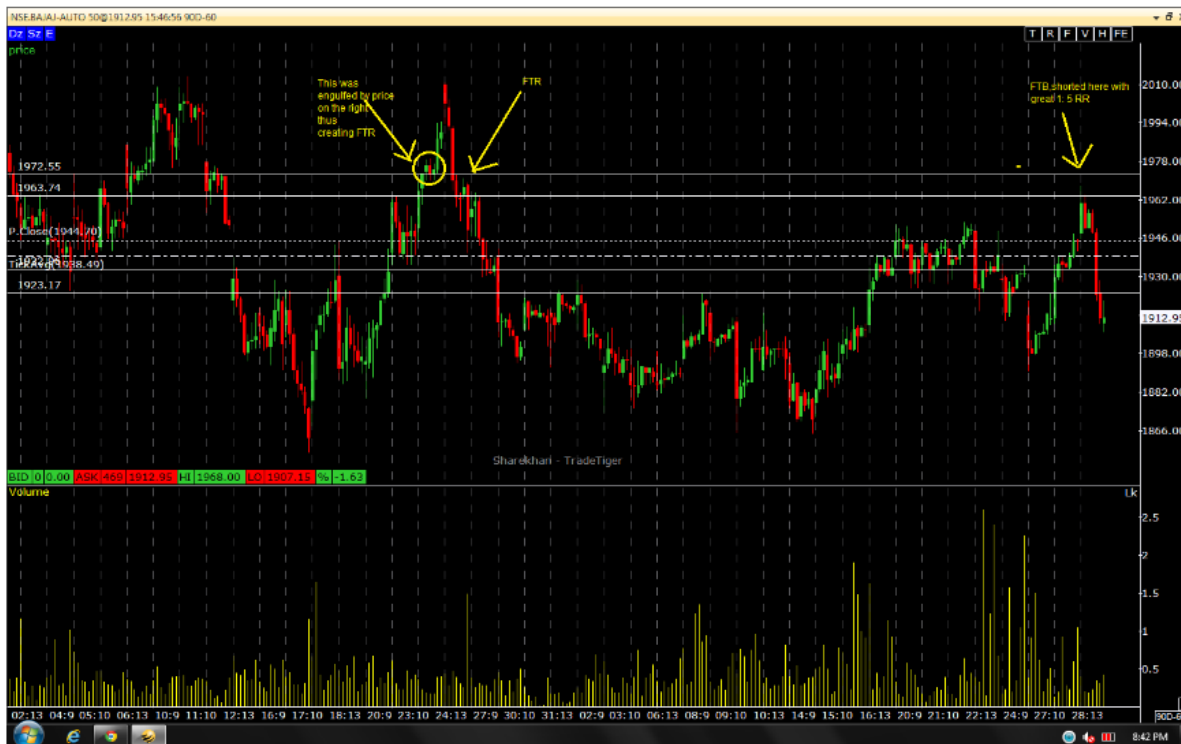 NSE.BAJAJ-AUTO 50@1912.95 15:46:56 90D-60
Dz Sz E
T R F V H FE
price
This was
engulfed by price
on the right
thus
creating FTR
FTR
FTB shorted here with
great 1: 5 RR
2010.00
1994.00
1978.00
1962.00
1946.00
1930.00
1912.95
1898.00
1882.00
1866.00
1972.55
1963.74
P.Close(1944.70)
TickAvg(1938.49)
1923.17
Sharekhari - TradeTiger
BID 0 0.00 ASK 469 1912.95 HI 1968.00 LO 1907.15 % -1.63
Volume
Lk
2.5
2
1.5
1
0.5
02:13 04:9 05:10 06:13 10:9 11:10 12:13 16:9 17:10 18:13 20:9 23:10 24:13 27:9 30:10 31:13 02:9 03:10 06:13 08:9 09:10 10:13 14:9 15:10 16:13 20:9 21:10 22:13 24:9 27:10 28:13
8:42 PM